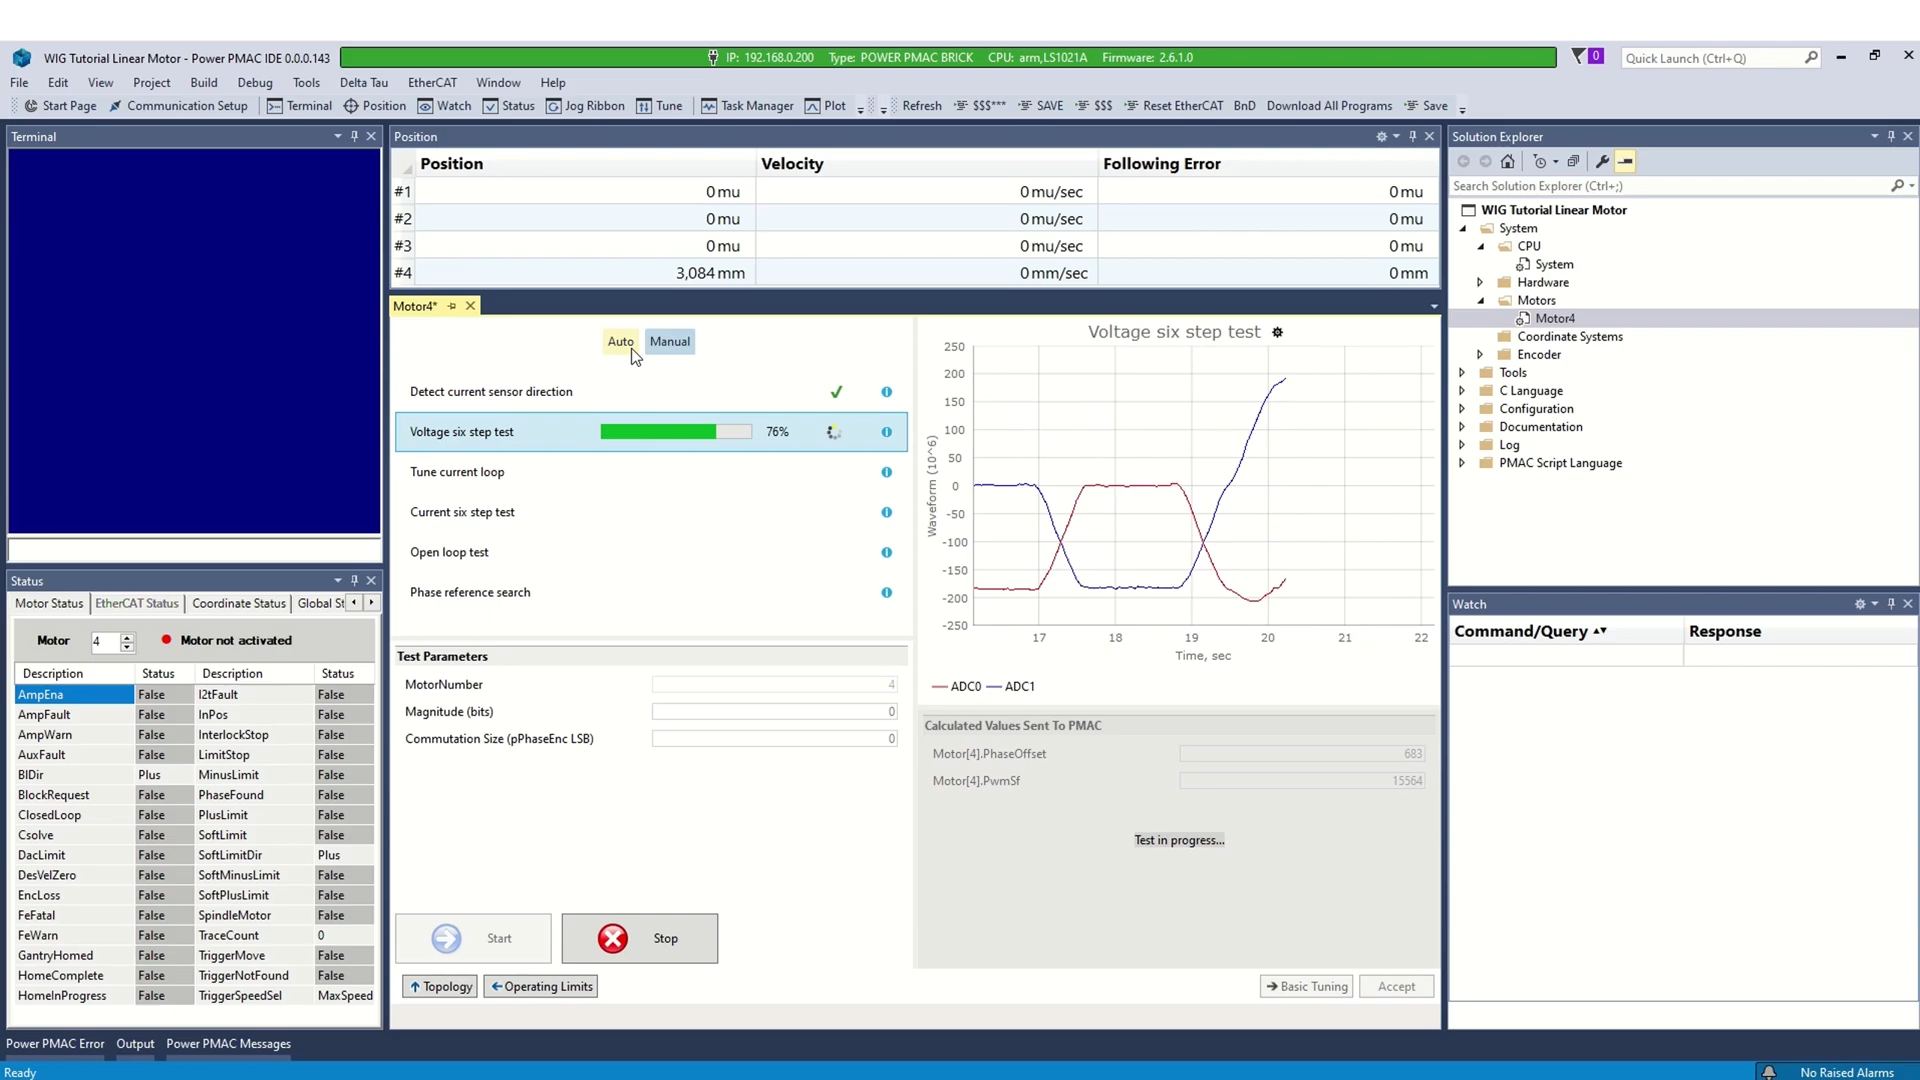 WIG Tutorial Linear Motor - Power PMAC IDE 0.0.0.143
IP: 192.168.0.200 Type: POWER PMAC BRICK CPU: arm,LS1021A Firmware: 2.6.1.0
0
Quick Launch (Ctrl+Q)
File Edit View Project Build Debug Tools Delta Tau EtherCAT Window Help
Start Page Communication Setup Terminal Position Watch Status Jog Ribbon Tune Task Manager Plot Refresh $$$*** SAVE $$$ Reset EtherCAT BnD Download All Programs Save
Terminal
Position
Position Velocity Following Error
#1 0 mu 0 mu/sec 0 mu
#2 0 mu 0 mu/sec 0 mu
#3 0 mu 0 mu/sec 0 mu
#4 3,084 mm 0 mm/sec 0 mm
Motor4*
Auto Manual
Detect current sensor direction
Voltage six step test 76%
Tune current loop
Current six step test
Open loop test
Phase reference search
Test Parameters
MotorNumber 4
Magnitude (bits) 0
Commutation Size (pPhaseEnc LSB) 0
Start Stop
Topology Operating Limits
Voltage six step test
250
200
150
100
50
0
-50
-100
-150
-200
-250
Waveform (10^6)
17 18 19 20 21 22
Time, sec
ADC0 ADC1
Calculated Values Sent To PMAC
Motor[4].PhaseOffset 683
Motor[4].PwmSf 15564
Test in progress...
Basic Tuning Accept
Status
Motor Status EtherCAT Status Coordinate Status Global St
Motor 4 Motor not activated
Description Status Description Status
AmpEna False I2tFault False
AmpFault False InPos False
AmpWarn False InterlockStop False
AuxFault False LimitStop False
BlDir Plus MinusLimit False
BlockRequest False PhaseFound False
ClosedLoop False PlusLimit False
Csolve False SoftLimit False
DacLimit False SoftLimitDir Plus
DesVelZero False SoftMinusLimit False
EncLoss False SoftPlusLimit False
FeFatal False SpindleMotor False
FeWarn False TraceCount 0
GantryHomed False TriggerMove False
HomeComplete False TriggerNotFound False
HomeInProgress False TriggerSpeedSel MaxSpeed
Solution Explorer
Search Solution Explorer (Ctrl+;)
WIG Tutorial Linear Motor
System
CPU
System
Hardware
Motors
Motor4
Coordinate Systems
Encoder
Tools
C Language
Configuration
Documentation
Log
PMAC Script Language
Watch
Command/Query Response
Power PMAC Error Output Power PMAC Messages
Ready
No Raised Alarms